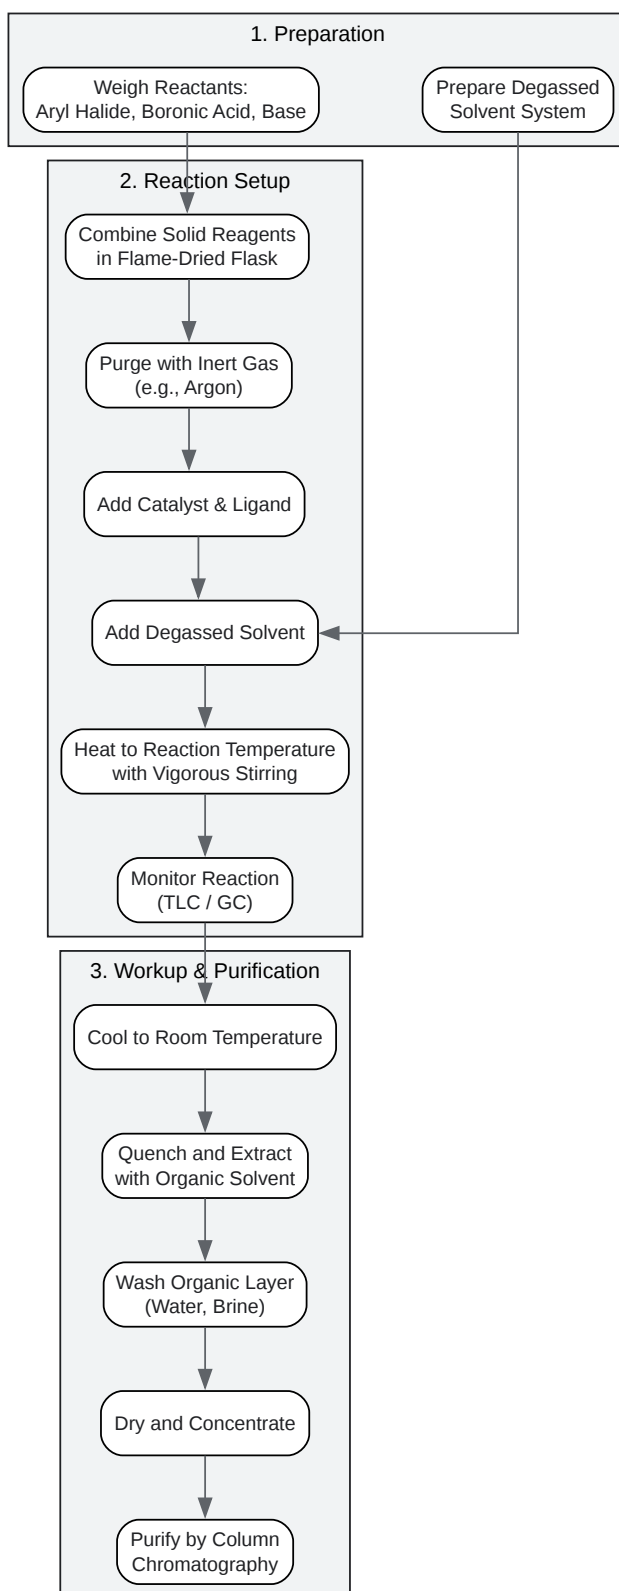 1. Preparation
Weigh Reactants:
Aryl Halide, Boronic Acid, Base
Prepare Degassed
Solvent System
2. Reaction Setup
Combine Solid Reagents
in Flame-Dried Flask
Purge with Inert Gas
(e.g., Argon)
Add Catalyst & Ligand
Add Degassed Solvent
Heat to Reaction Temperature
with Vigorous Stirring
Monitor Reaction
(TLC / GC)
3. Workup & Purification
Cool to Room Temperature
Quench and Extract
with Organic Solvent
Wash Organic Layer
(Water, Brine)
Dry and Concentrate
Purify by Column
Chromatography